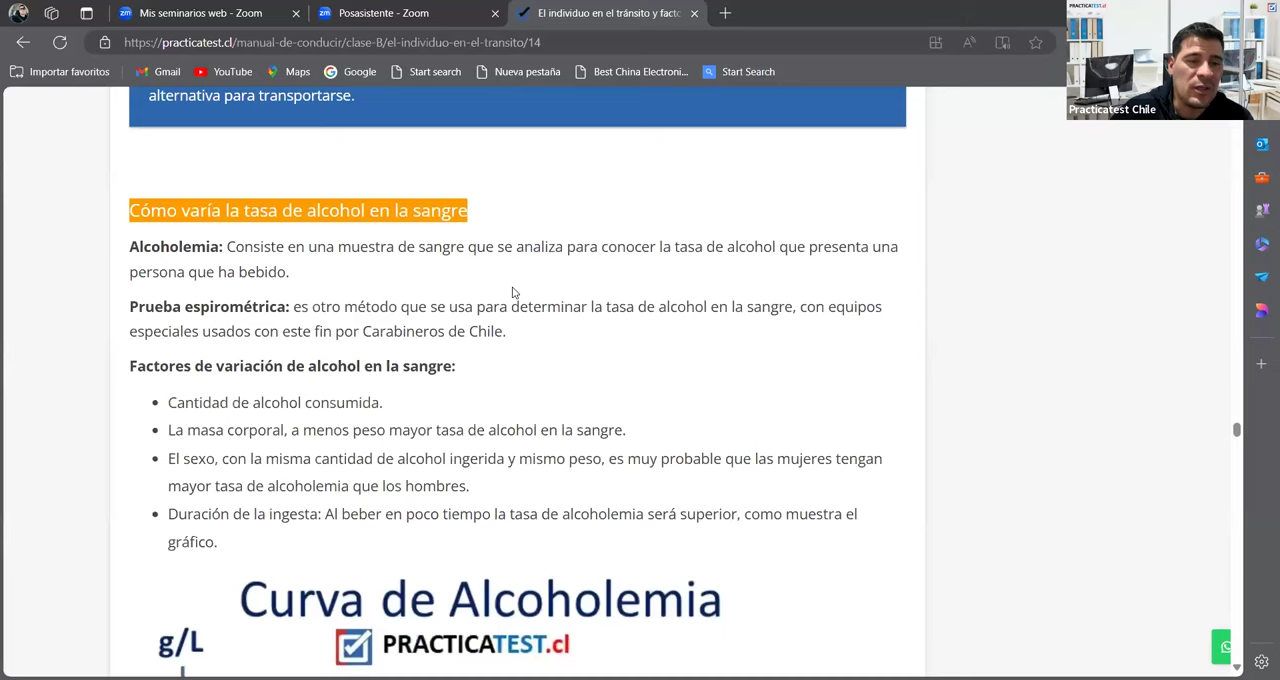 Mis seminarios web - Zoom
Posasistente - Zoom
El individuo en el tránsito y facto
https://practicatest.cl/manual-de-conducir/clase-B/el-individuo-en-el-transito/14
Importar favoritos
Gmail
YouTube
Maps
Google
Start search
Nueva pestaña
Best China Electroni...
Start Search
PRACTICATEST.cl
Practicatest Chile
alternativa para transportarse.
Cómo varía la tasa de alcohol en la sangre
Alcoholemia: Consiste en una muestra de sangre que se analiza para conocer la tasa de alcohol que presenta una
persona que ha bebido.
Prueba espirométrica: es otro método que se usa para determinar la tasa de alcohol en la sangre, con equipos
especiales usados con este fin por Carabineros de Chile.
Factores de variación de alcohol en la sangre:
• Cantidad de alcohol consumida.
• La masa corporal, a menos peso mayor tasa de alcohol en la sangre.
• El sexo, con la misma cantidad de alcohol ingerida y mismo peso, es muy probable que las mujeres tengan
mayor tasa de alcoholemia que los hombres.
• Duración de la ingesta: Al beber en poco tiempo la tasa de alcoholemia será superior, como muestra el
gráfico.
Curva de Alcoholemia
g/L
PRACTICATEST.cl